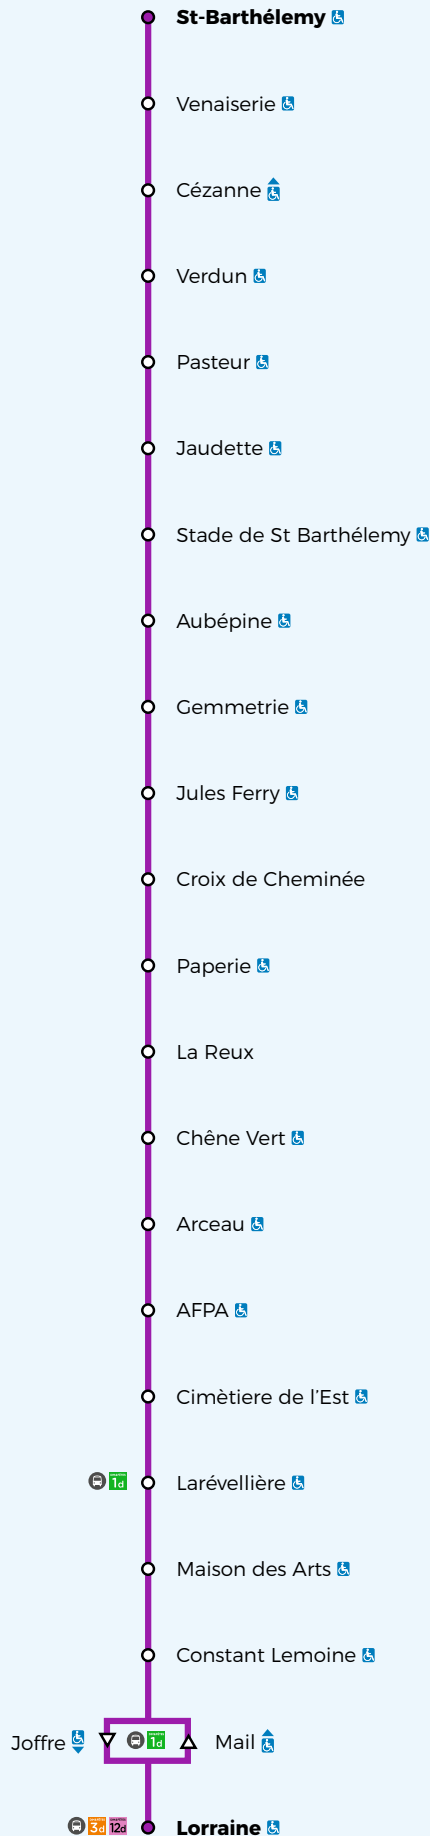 St-Barthélemy
Venaiserie
Cézanne
Verdun
Pasteur
Jaudette
Stade de St Barthélemy
Aubépine
Gemmetrie
Jules Ferry
Croix de Cheminée
Paperie
La Reux
Chêne Vert
Arceau
AFPA
Cimètiere de l’Est
1d Larévellière
Maison des Arts
Constant Lemoine
Joffre 1d Mail
3d 12d Lorraine